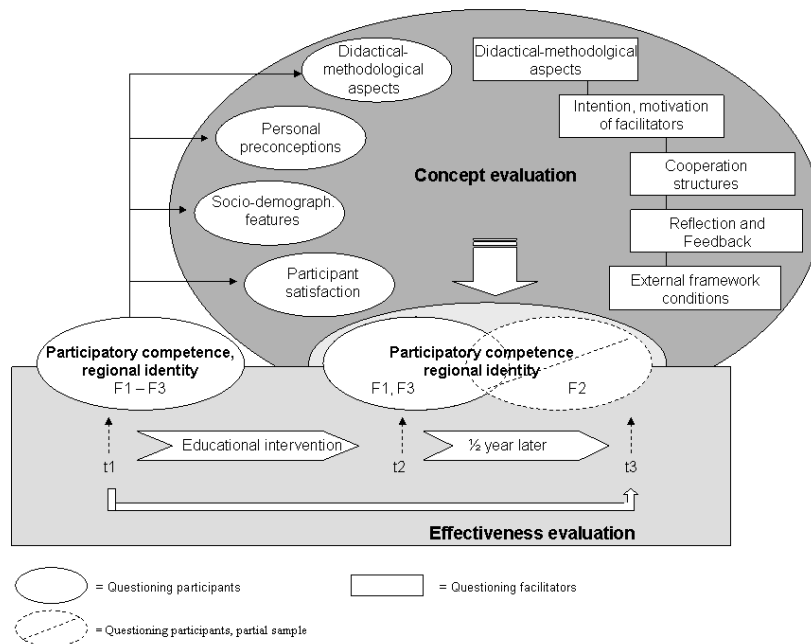 Didactical-
methodological
aspects
Didactical-methodolgical
aspects
Intention, motivation
of facilitators
Personal
preconceptions
Cooperation
structures
Concept evaluation
Socio-demograph.
features
Reflection and
Feedback
Participant
satisfaction
External framework
conditions
Participatory competence,
regional identity
F1 – F3
Participatory competence
regional identity
F1, F3
F2
Educational intervention
½ year later
t1
t2
t3
Effectiveness evaluation
= Questioning participants
= Questioning facilitators
= Questioning participants, partial sample